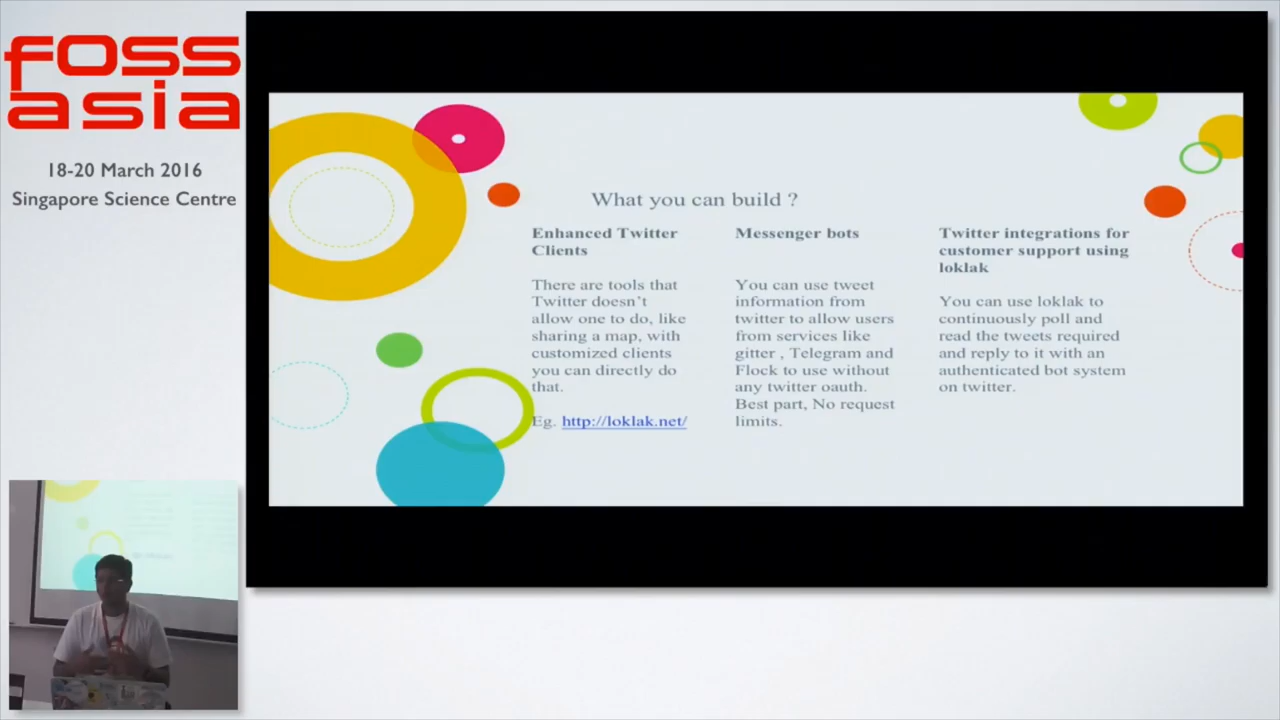 foss
asia
18-20 March 2016
Singapore Science Centre
What you can build ?
Enhanced Twitter
Clients
There are tools that
Twitter doesn't
allow one to do, like
sharing a map, with
customized clients
you can directly do
that.
Eg. http://loklak.net/
Messenger bots
You can use tweet
information from
twitter to allow users
from services like
gitter , Telegram and
Flock to use without
any twitter oauth.
Best part, No request
limits.
Twitter integrations for
customer support using
loklak
You can use loklak to
continuously poll and
read the tweets required
and reply to it with an
authenticated bot system
on twitter.